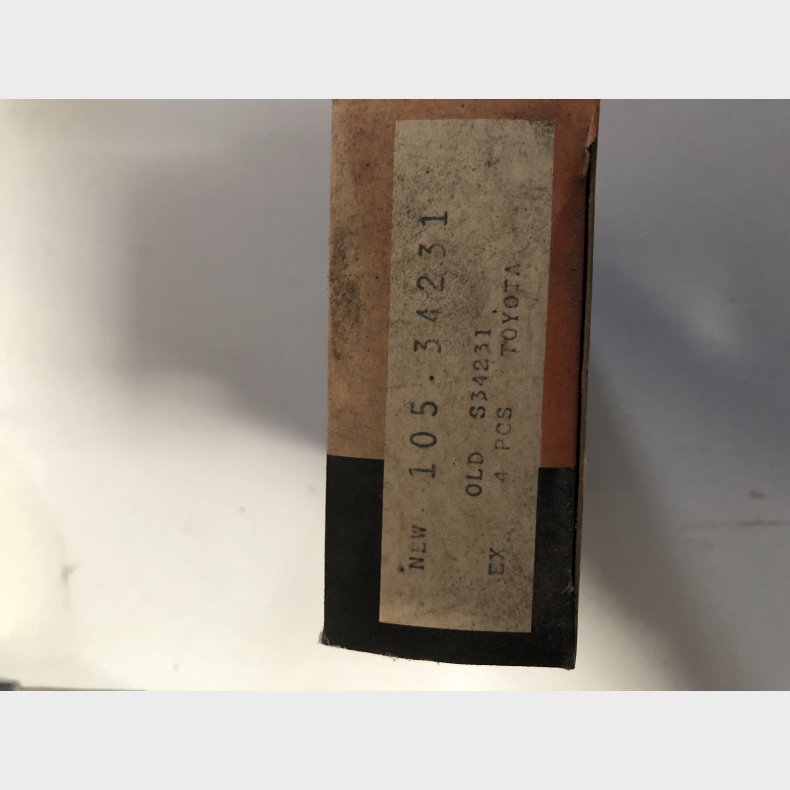 NEW. 105.34231
OLD S34231
EX. 4 PCS TOYOTA